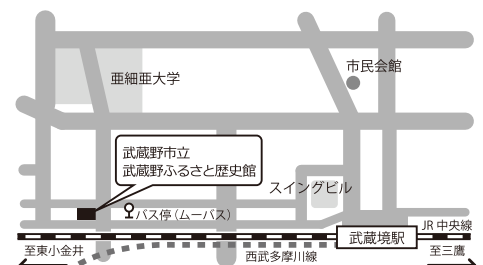 市民会館
亜細亜大学
武蔵野市立
武蔵野ふるさと歴史館
スイングビル
バス停（ムーバス）
JR 中央線
武蔵境駅
至東小金井
西武多摩川線
至三鷹